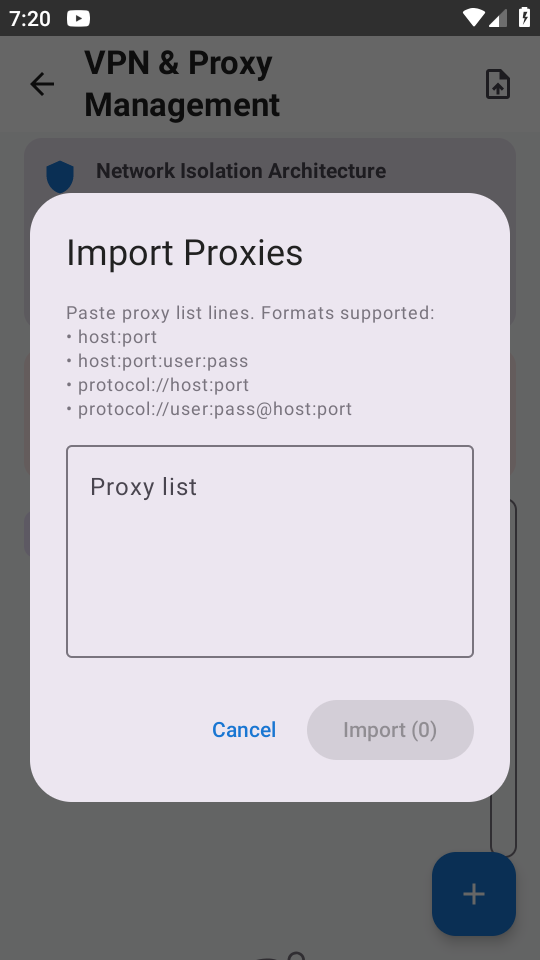 7:20
VPN & Proxy
Management
Network Isolation Architecture
Import Proxies
Paste proxy list lines. Formats supported:
• host:port
• host:port:user:pass
• protocol://host:port
• protocol://user:pass@host:port
Proxy list
Cancel
Import (0)